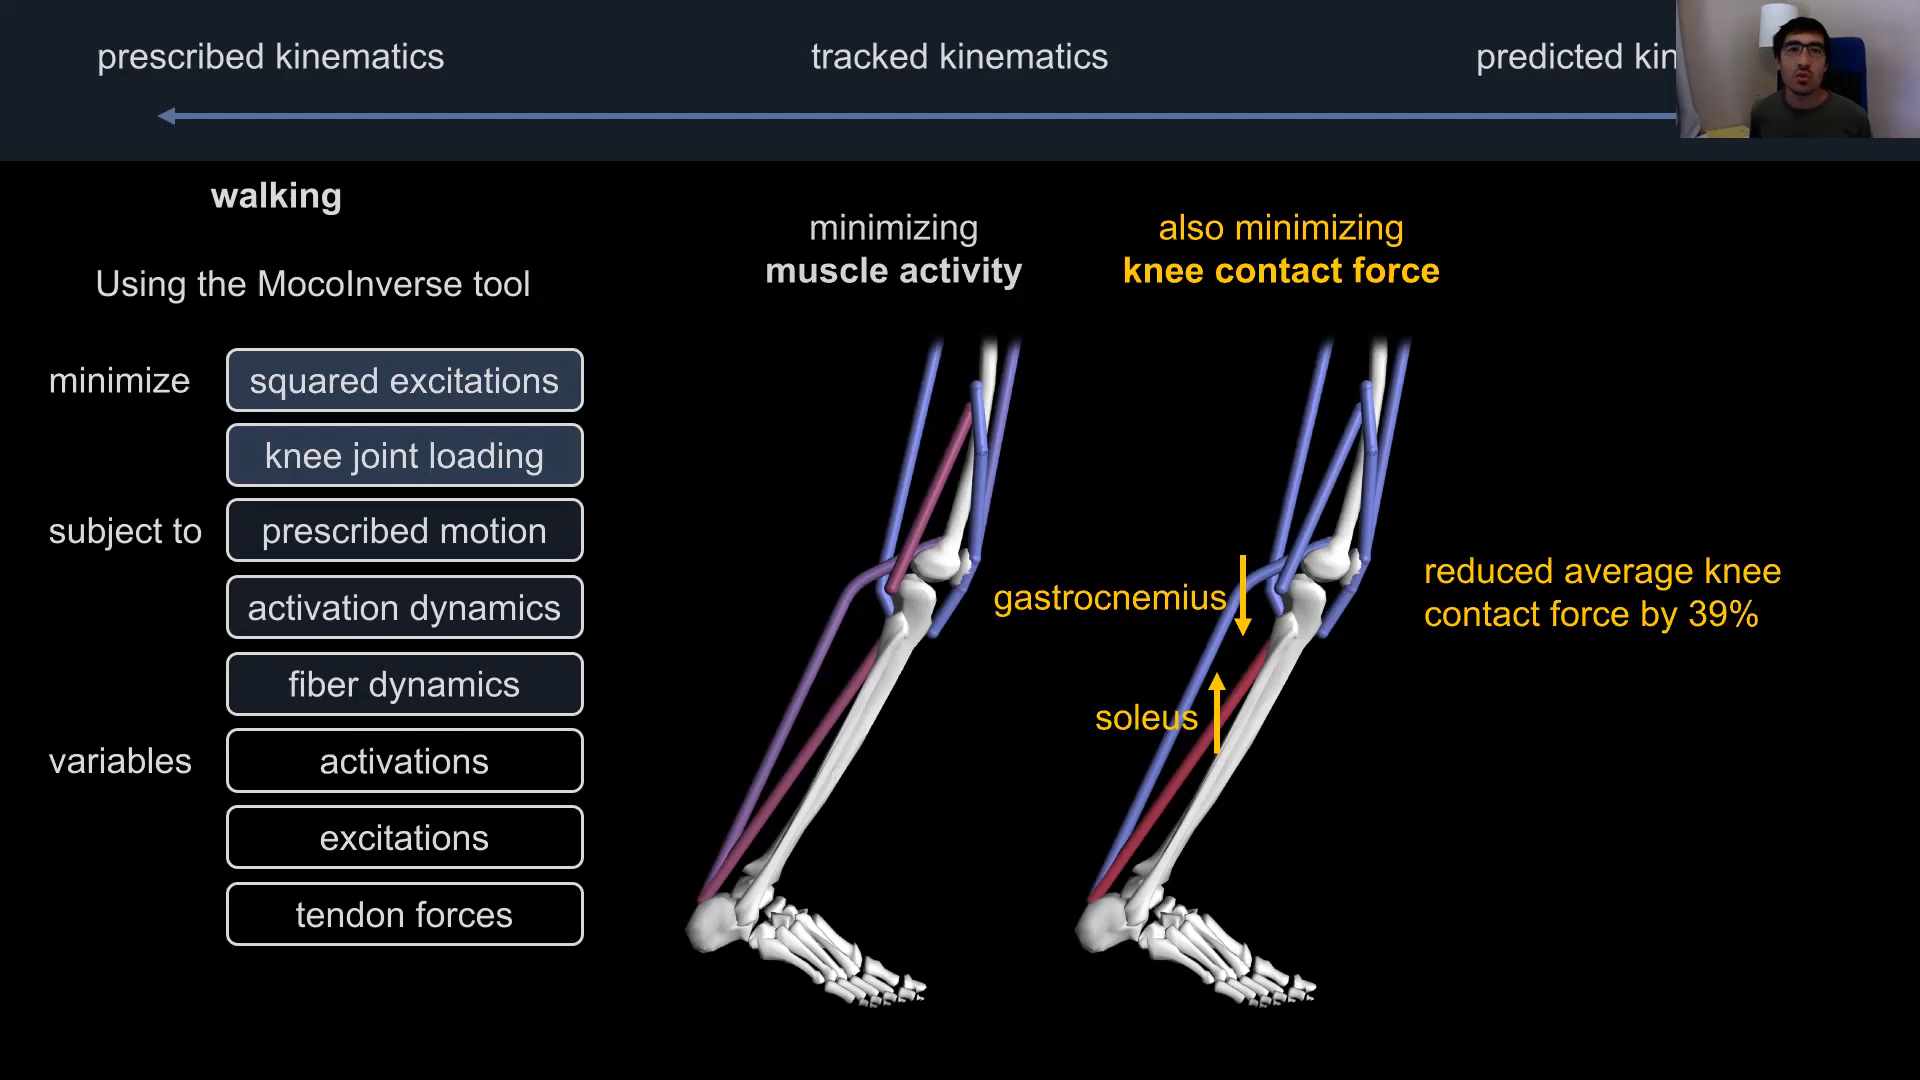 prescribed kinematics
tracked kinematics
predicted kin
walking
Using the MocoInverse tool
minimize
squared excitations
knee joint loading
subject to
prescribed motion
activation dynamics
fiber dynamics
variables
activations
excitations
tendon forces
minimizing
muscle activity
also minimizing
knee contact force
gastrocnemius
soleus
reduced average knee
contact force by 39%